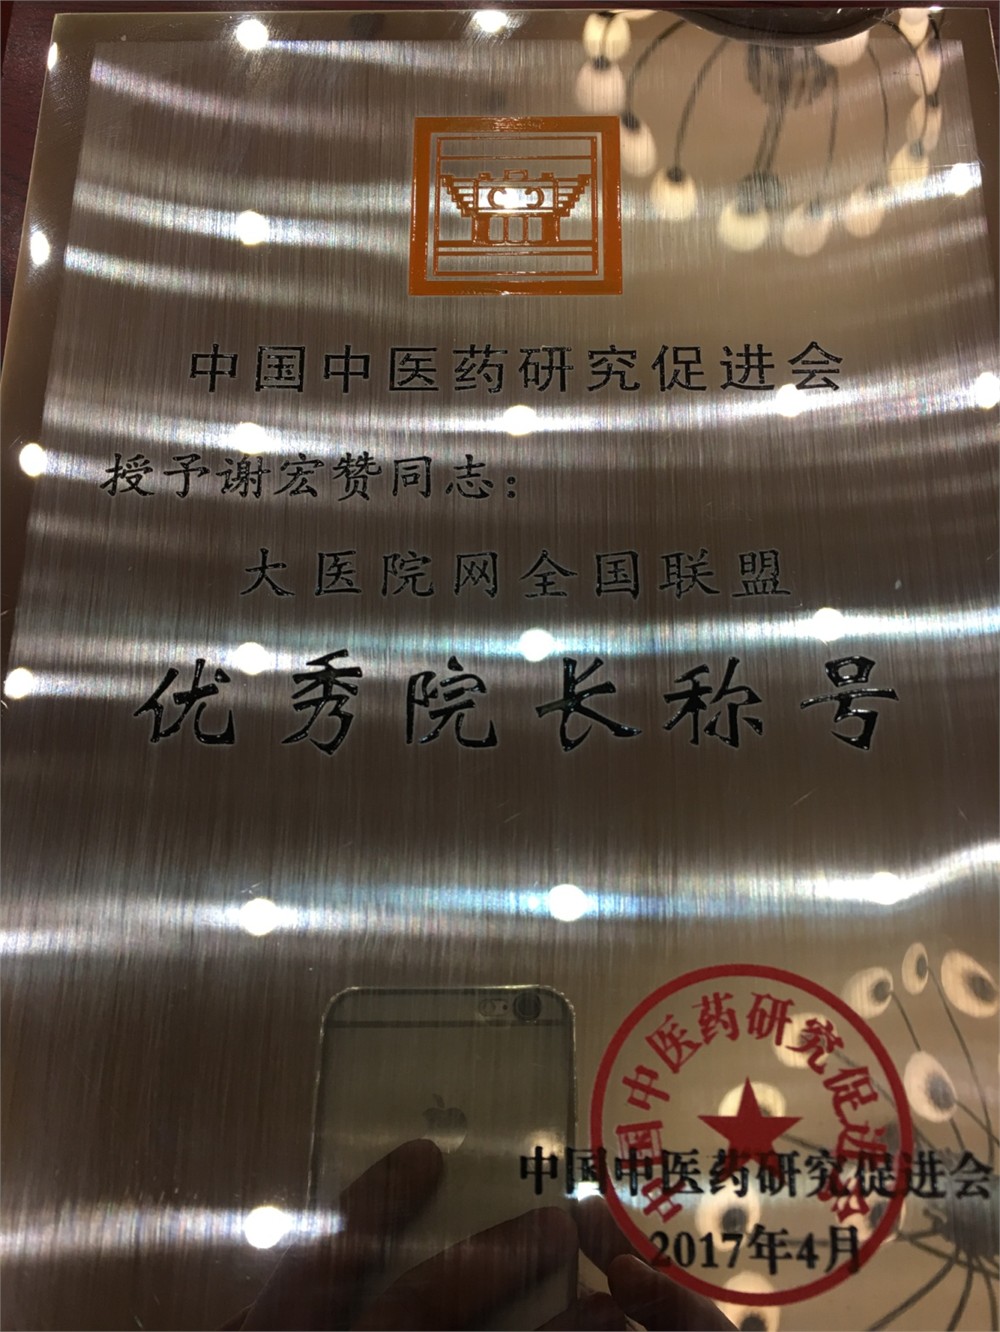 中国中医药研究促进会
授予谢宏赞同志：
大医院网全国联盟
优秀院长称号
中国中医药研究促进会
中国中医药研究促进会
2017年4月